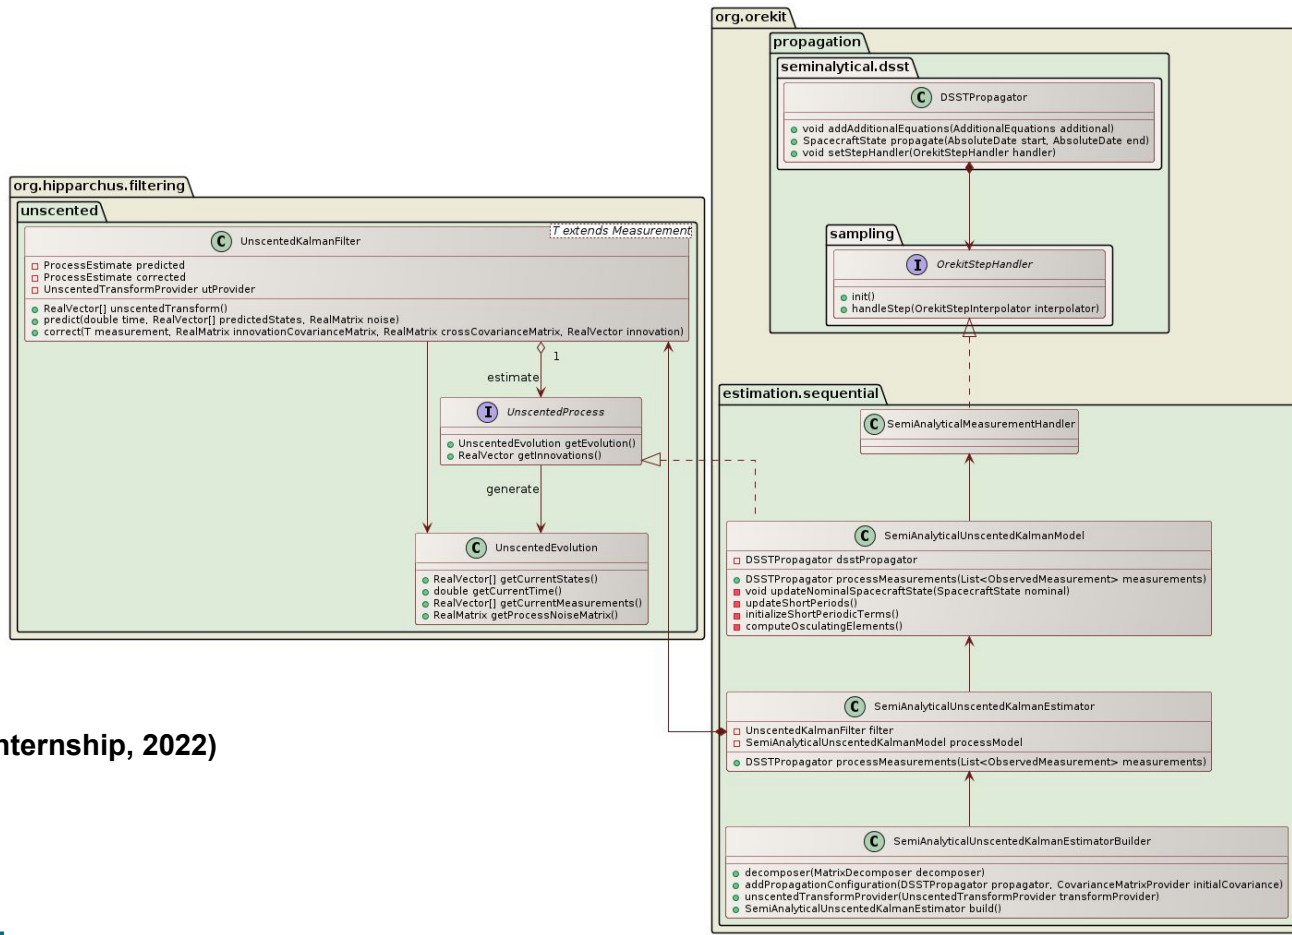 org.orekit
propagation
seminalytical.dsst
C DSSTPropagator
void addAdditionalEquations(AdditionalEquations additional)
SpacecraftState propagate(AbsoluteDate start, AbsoluteDate end)
void setStepHandler(OrekitStepHandler handler)
sampling
I OrekitStepHandler
init()
handleStep(OrekitStepInterpolator interpolator)
org.hipparchus.filtering
unscented
T extends Measurement
C UnscentedKalmanFilter
ProcessEstimate predicted
ProcessEstimate corrected
UnscentedTransformProvider utProvider
RealVector[] unscentedTransform()
predict(double time, RealVector[] predictedStates, RealMatrix noise)
correct(T measurement, RealMatrix innovationCovarianceMatrix, RealMatrix crossCovarianceMatrix, RealVector innovation)
1
estimate
I UnscentedProcess
UnscentedEvolution getEvolution()
RealVector getInnovations()
generate
C UnscentedEvolution
RealVector[] getCurrentStates()
double getCurrentTime()
RealVector[] getCurrentMeasurements()
RealMatrix getProcessNoiseMatrix()
estimation.sequential
C SemiAnalyticalMeasurementHandler
C SemiAnalyticalUnscentedKalmanModel
DSSTPropagator dsstPropagator
DSSTPropagator processMeasurements(List<ObservedMeasurement> measurements)
void updateNominalSpacecraftState(SpacecraftState nominal)
updateShortPeriods()
initializeShortPeriodicTerms()
computeOsculatingElements()
C SemiAnalyticalUnscentedKalmanEstimator
UnscentedKalmanFilter filter
SemiAnalyticalUnscentedKalmanModel processModel
DSSTPropagator processMeasurements(List<ObservedMeasurement> measurements)
C SemiAnalyticalUnscentedKalmanEstimatorBuilder
decomposer(MatrixDecomposer decomposer)
addPropagationConfiguration(DSSTPropagator propagator, CovarianceMatrixProvider initialCovariance)
unscentedTransformProvider(UnscentedTransformProvider transformProvider)
SemiAnalyticalUnscentedKalmanEstimator build()
nternship, 2022)